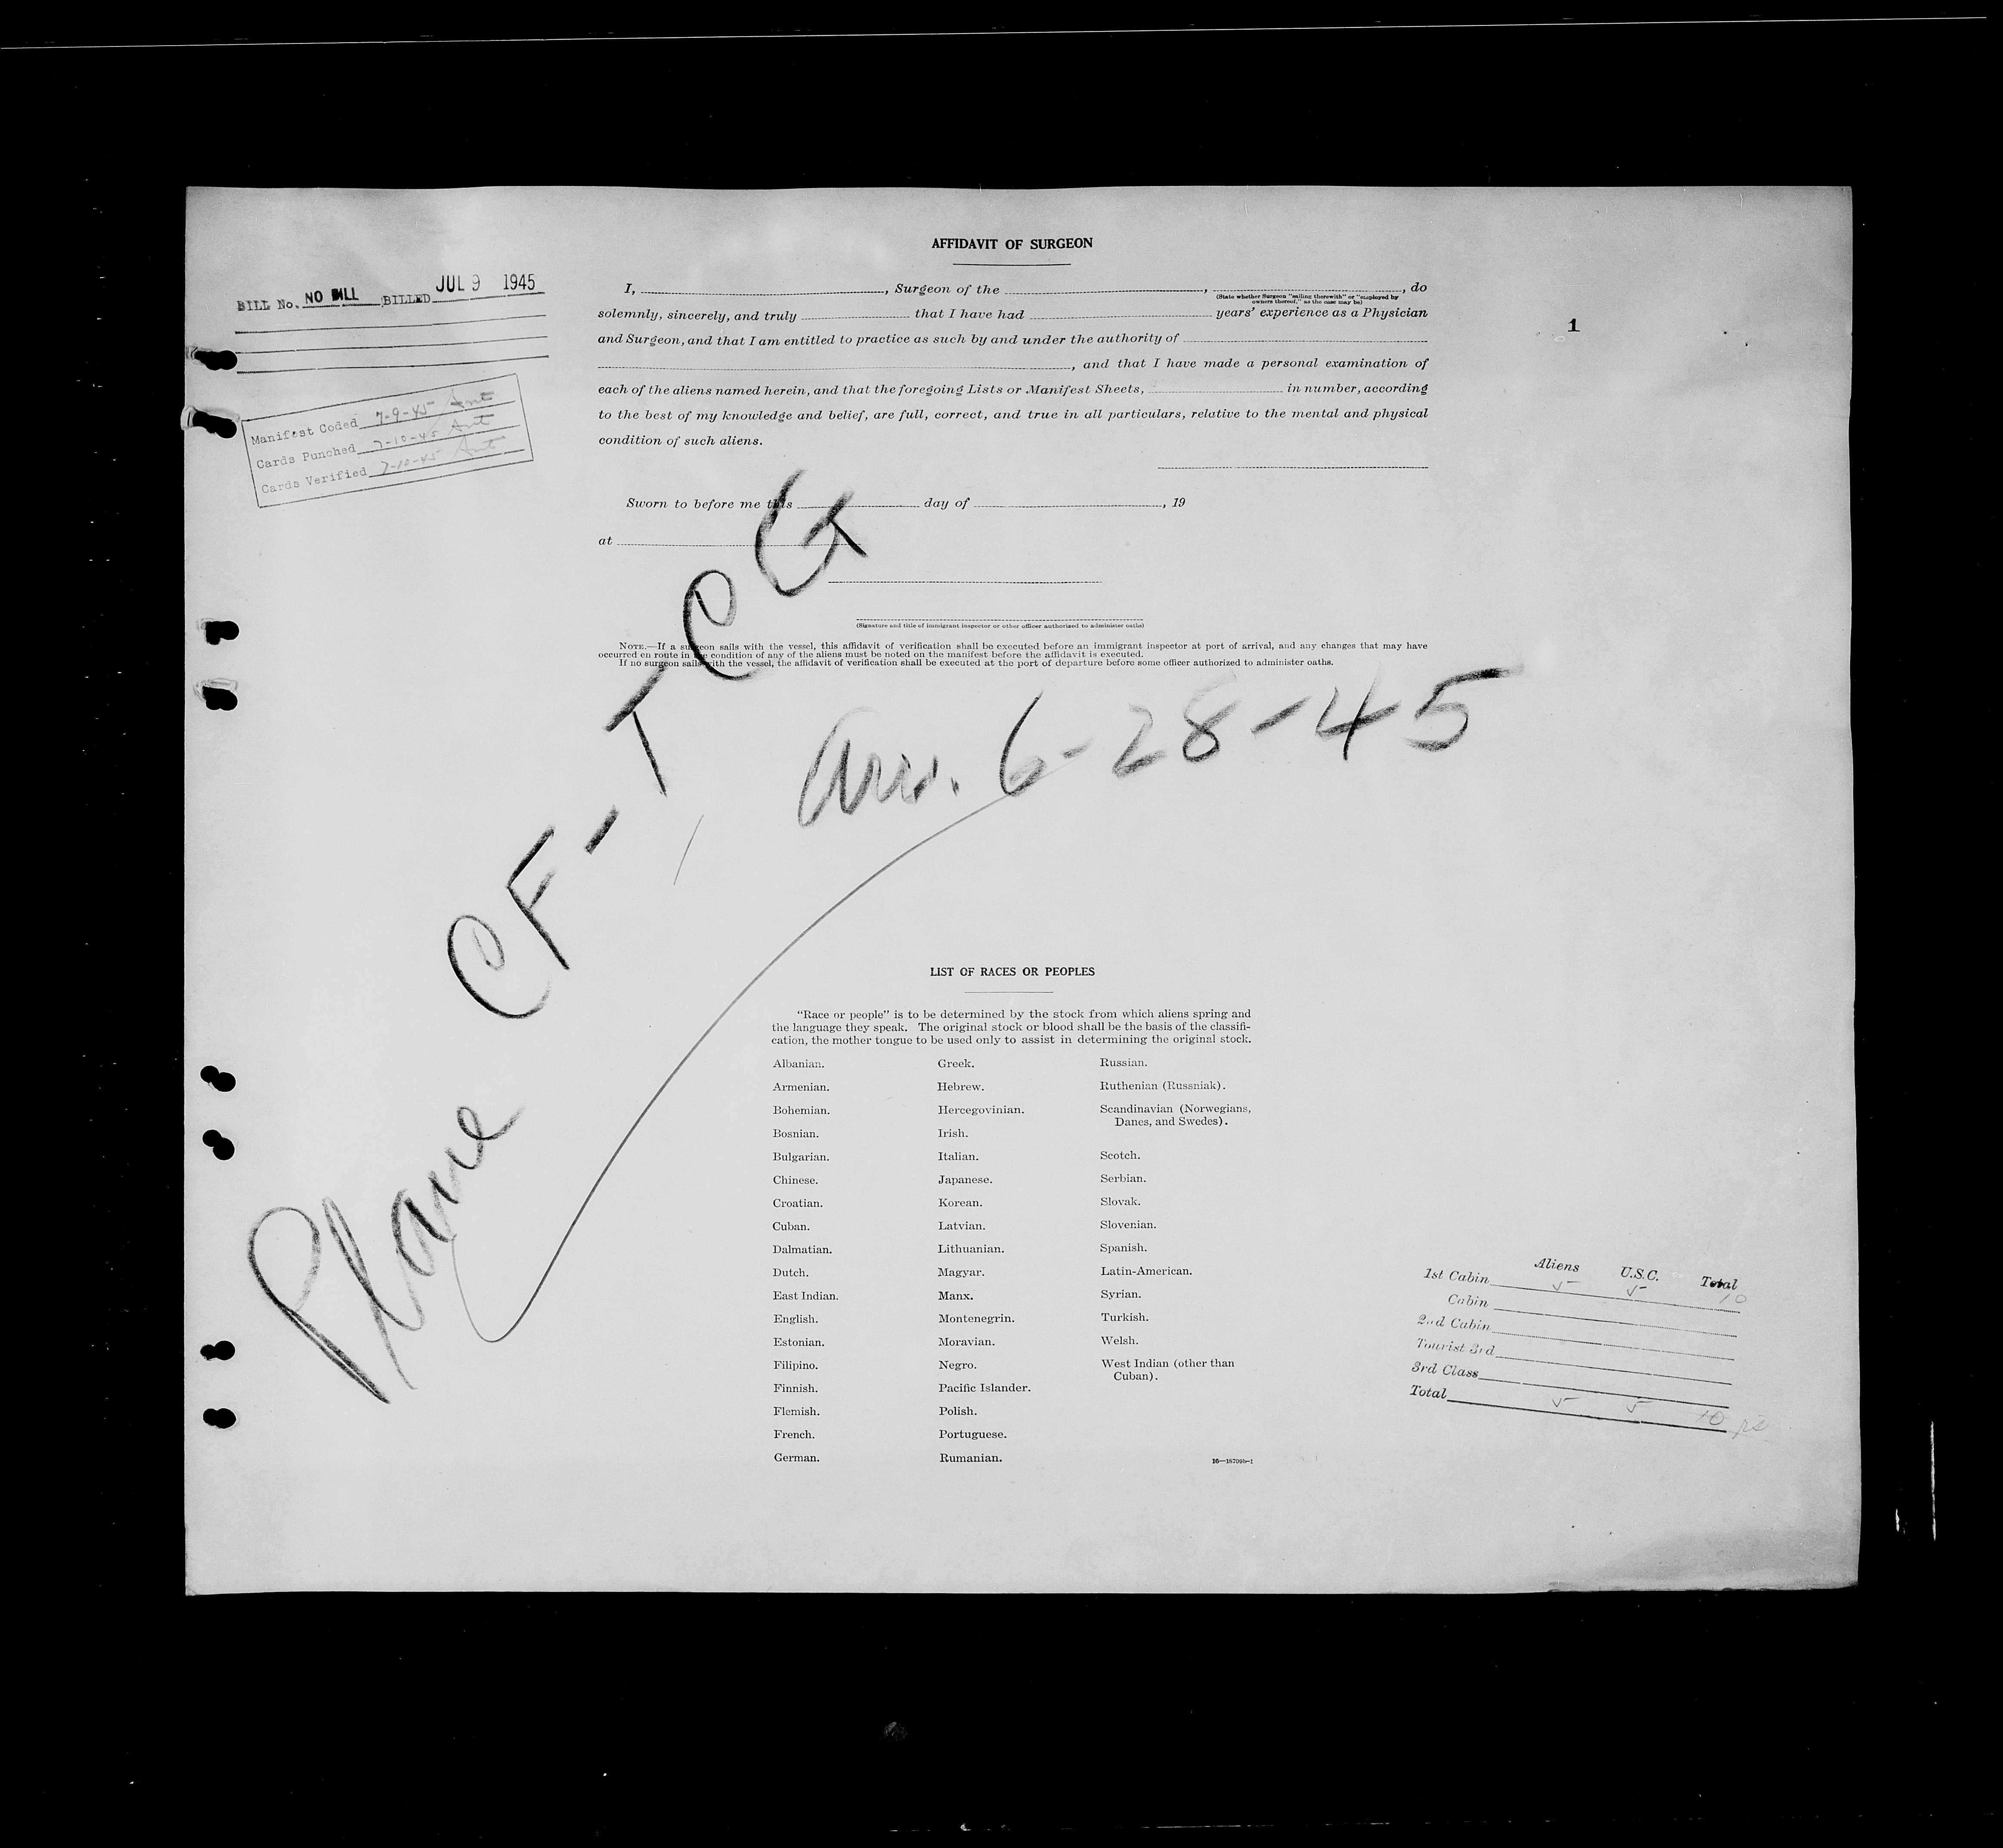 AFFIDAVIT OF SURGEON
BILL No. NO BILL BILLED JUL 9 1945
I, , Surgeon of the , , do
(State whether Surgeon "sailing therewith" or "employed by
owners thereof," as the case may be)
solemnly, sincerely, and truly that I have had years' experience as a Physician
and Surgeon, and that I am entitled to practice as such by and under the authority of
, and that I have made a personal examination of
each of the aliens named herein, and that the foregoing Lists or Manifest Sheets, in number, according
to the best of my knowledge and belief, are full, correct, and true in all particulars, relative to the mental and physical
condition of such aliens.
1
Manifest Coded 7-9-45
Cards Punched 7-10-45
Cards Verified 7-10-45
Sworn to before me this day of , 19
at
(Signature and title of immigrant inspector or other officer authorized to administer oaths)
NOTE.—If a surgeon sails with the vessel, this affidavit of verification shall be executed before an immigrant inspector at port of arrival, and any changes that may have
occurred en route in the condition of any of the aliens must be noted on the manifest before the affidavit is executed.
If no surgeon sails with the vessel, the affidavit of verification shall be executed at the port of departure before some officer authorized to administer oaths.
Plane CF-TCG
arr. 6-28-45
LIST OF RACES OR PEOPLES
"Race or people" is to be determined by the stock from which aliens spring and
the language they speak. The original stock or blood shall be the basis of the classifi-
cation, the mother tongue to be used only to assist in determining the original stock.
Albanian.
Armenian.
Bohemian.
Bosnian.
Bulgarian.
Chinese.
Croatian.
Cuban.
Dalmatian.
Dutch.
East Indian.
English.
Estonian.
Filipino.
Finnish.
Flemish.
French.
German.
Greek.
Hebrew.
Hercegovinian.
Irish.
Italian.
Japanese.
Korean.
Latvian.
Lithuanian.
Magyar.
Manx.
Montenegrin.
Moravian.
Negro.
Pacific Islander.
Polish.
Portuguese.
Rumanian.
Russian.
Ruthenian (Russniak).
Scandinavian (Norwegians,
Danes, and Swedes).
Scotch.
Serbian.
Slovak.
Slovenian.
Spanish.
Latin-American.
Syrian.
Turkish.
Welsh.
West Indian (other than
Cuban).
16—18709b-1
Aliens U.S.C. Total
1st Cabin 5 5 10
Cabin
2nd Cabin
Tourist 3rd
3rd Class
Total 5 5 10